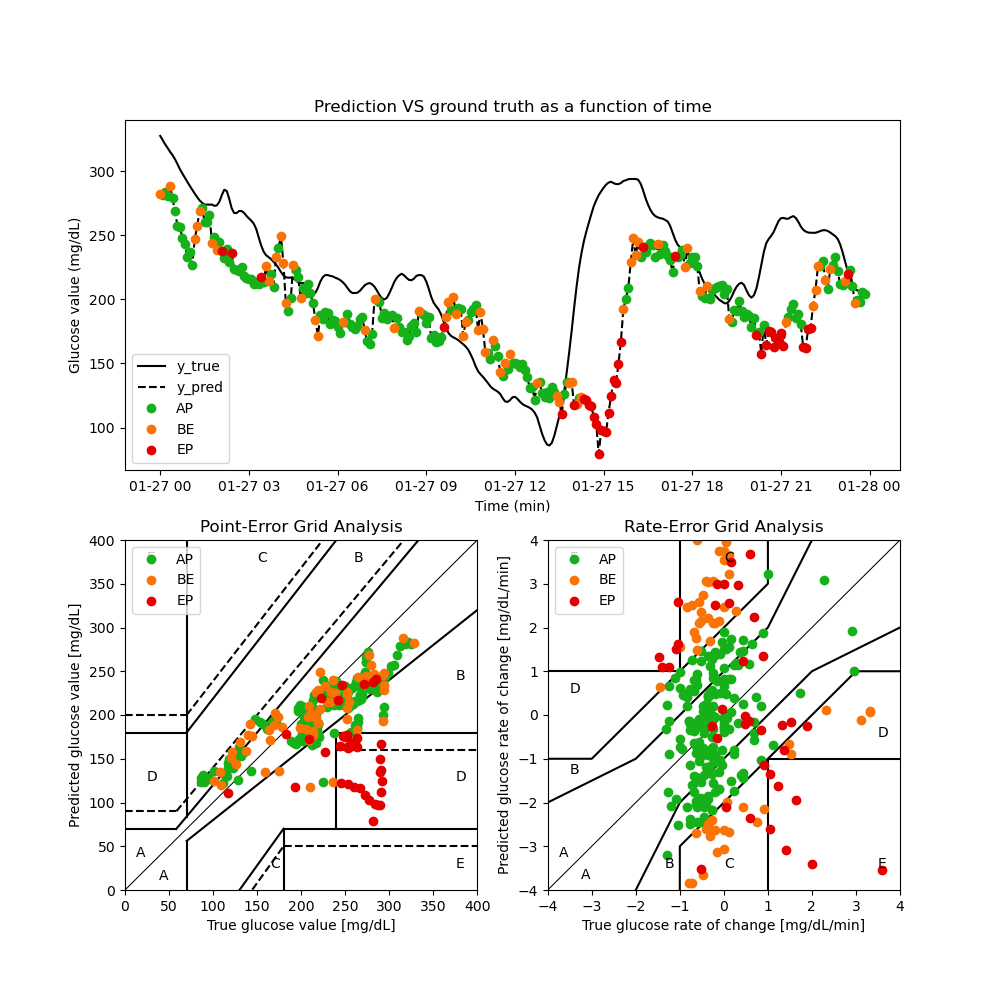 Prediction VS ground truth as a function of time
Glucose value (mg/dL)
300
250
200
150
100
y_true
y_pred
AP
BE
EP
01-27 00 01-27 03 01-27 06 01-27 09 01-27 12 01-27 15 01-27 18 01-27 21 01-28 00
Time (min)
Point-Error Grid Analysis
Predicted glucose value [mg/dL]
400
350
300
250
200
150
100
50
0
AP
BE
EP
C B
B
D D
A
A C E
0 50 100 150 200 250 300 350 400
True glucose value [mg/dL]
Rate-Error Grid Analysis
Predicted glucose rate of change [mg/dL/min]
4
3
2
1
0
−1
−2
−3
−4
AP
BE
EP
C
D
D
B
A
B C E
A
−4 −3 −2 −1 0 1 2 3 4
True glucose rate of change [mg/dL/min]